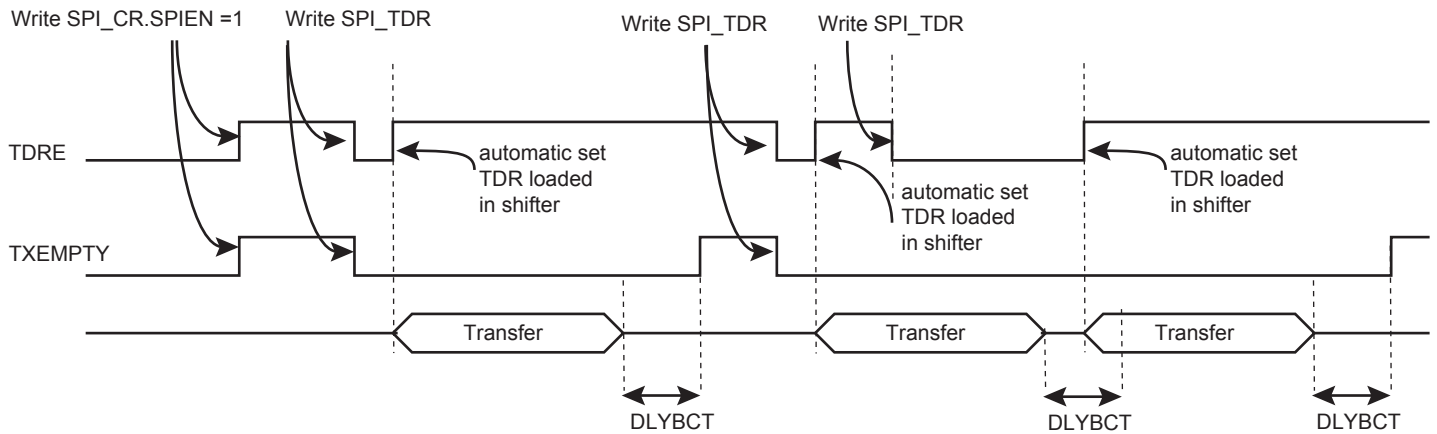 Write SPI_CR.SPIEN =1
Write SPI_TDR
Write SPI_TDR
Write SPI_TDR
TDRE
automatic set
TDR loaded
in shifter
automatic set
TDR loaded
in shifter
automatic set
TDR loaded
in shifter
TXEMPTY
Transfer
Transfer
Transfer
DLYBCT
DLYBCT
DLYBCT